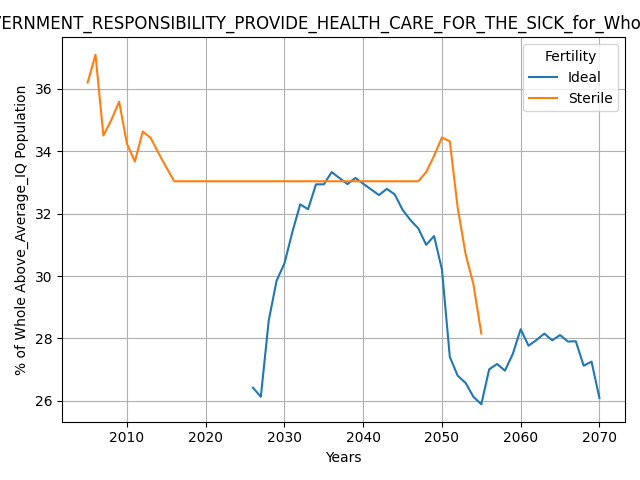 VERNMENT_RESPONSIBILITY_PROVIDE_HEALTH_CARE_FOR_THE_SICK_for_Who
% of Whole Above_Average_IQ Population
36
34
32
30
28
26
Fertility
Ideal
Sterile
2010 2020 2030 2040 2050 2060 2070
Years